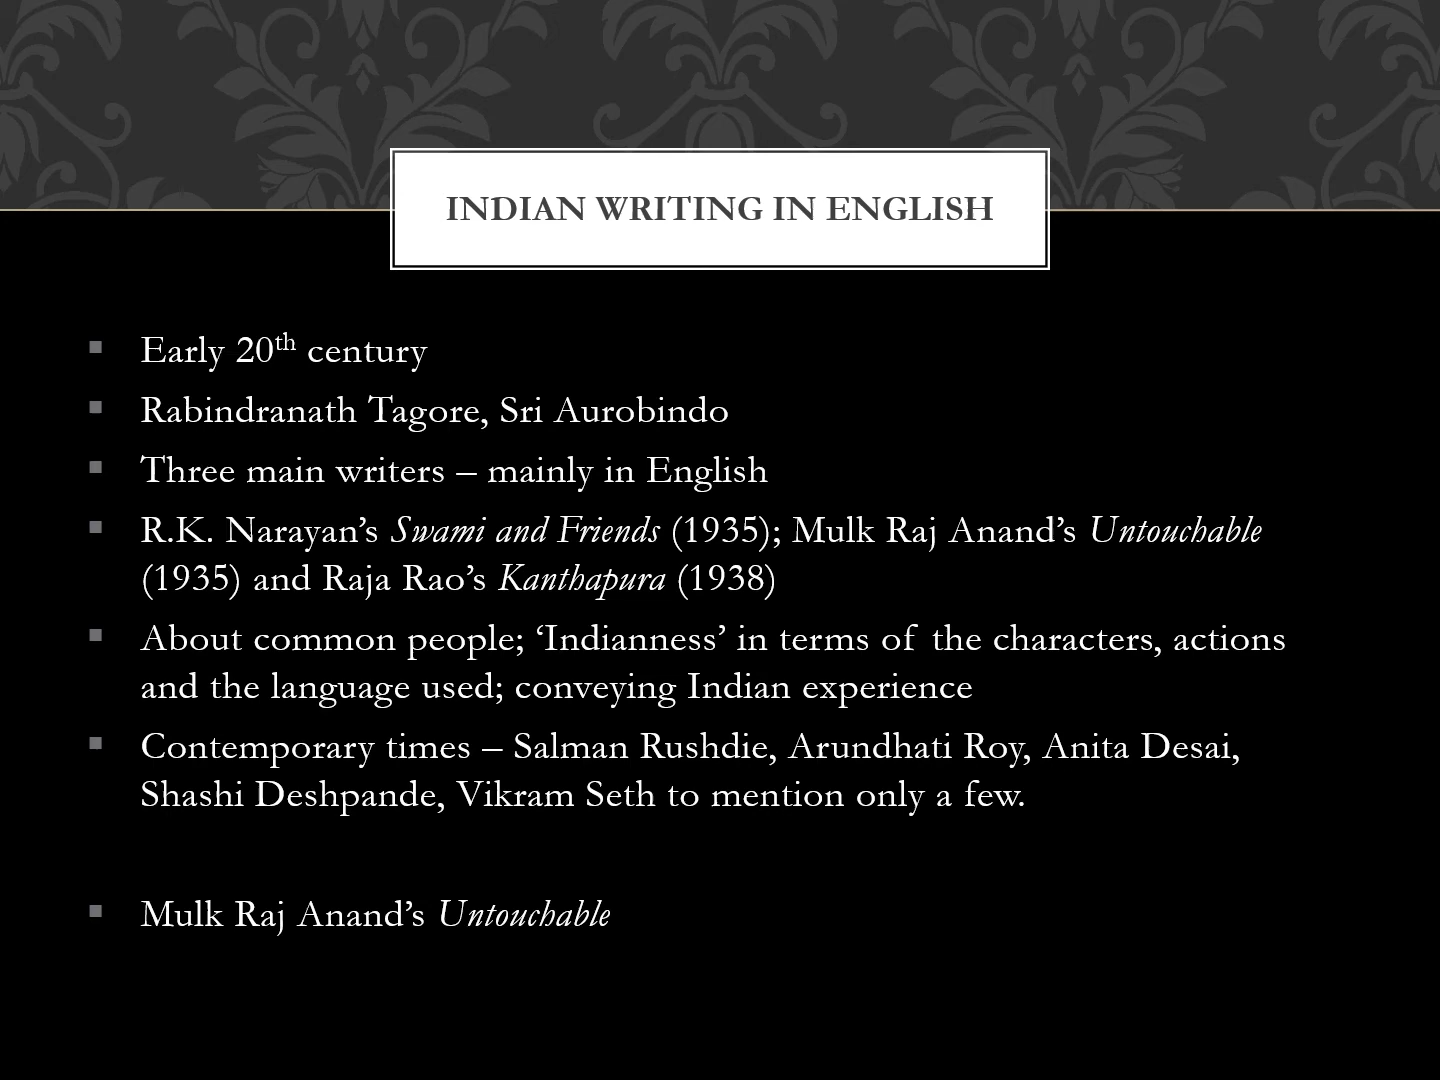 INDIAN WRITING IN ENGLISH
▪ Early 20th century
▪ Rabindranath Tagore, Sri Aurobindo
▪ Three main writers – mainly in English
▪ R.K. Narayan’s Swami and Friends (1935); Mulk Raj Anand’s Untouchable
(1935) and Raja Rao’s Kanthapura (1938)
▪ About common people; ‘Indianness’ in terms of the characters, actions
and the language used; conveying Indian experience
▪ Contemporary times – Salman Rushdie, Arundhati Roy, Anita Desai,
Shashi Deshpande, Vikram Seth to mention only a few.
▪ Mulk Raj Anand’s Untouchable